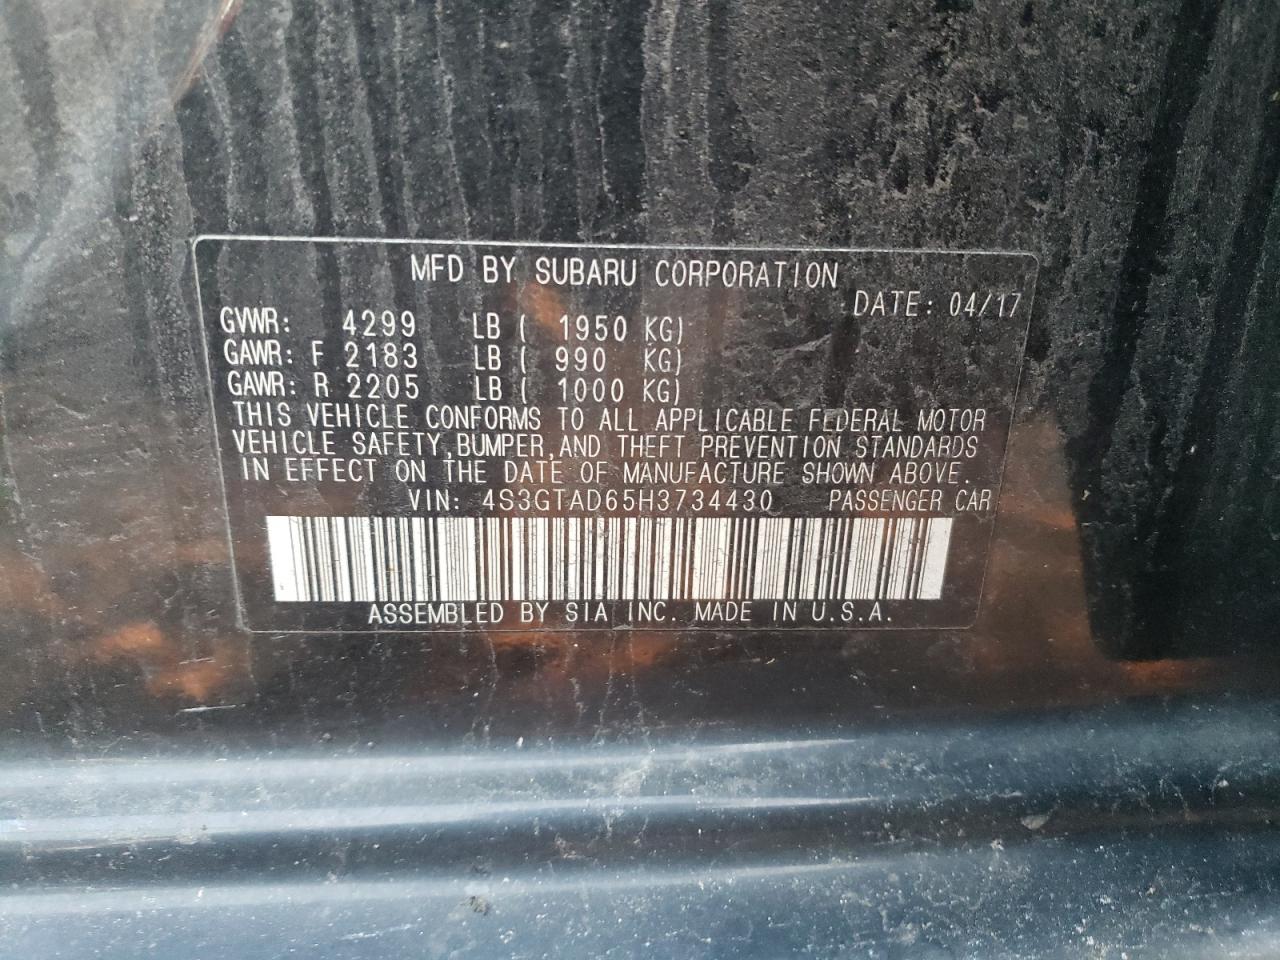 MFD BY SUBARU CORPORATION
DATE: 04/17
GVWR: 4299 LB ( 1950 KG)
GAWR: F 2183 LB ( 990 KG)
GAWR: R 2205 LB ( 1000 KG)
THIS VEHICLE CONFORMS TO ALL APPLICABLE FEDERAL MOTOR
VEHICLE SAFETY, BUMPER, AND THEFT PREVENTION STANDARDS
IN EFFECT ON THE DATE OF MANUFACTURE SHOWN ABOVE.
VIN: 4S3GTAD65H3734430 PASSENGER CAR
ASSEMBLED BY SIA INC. MADE IN U.S.A.